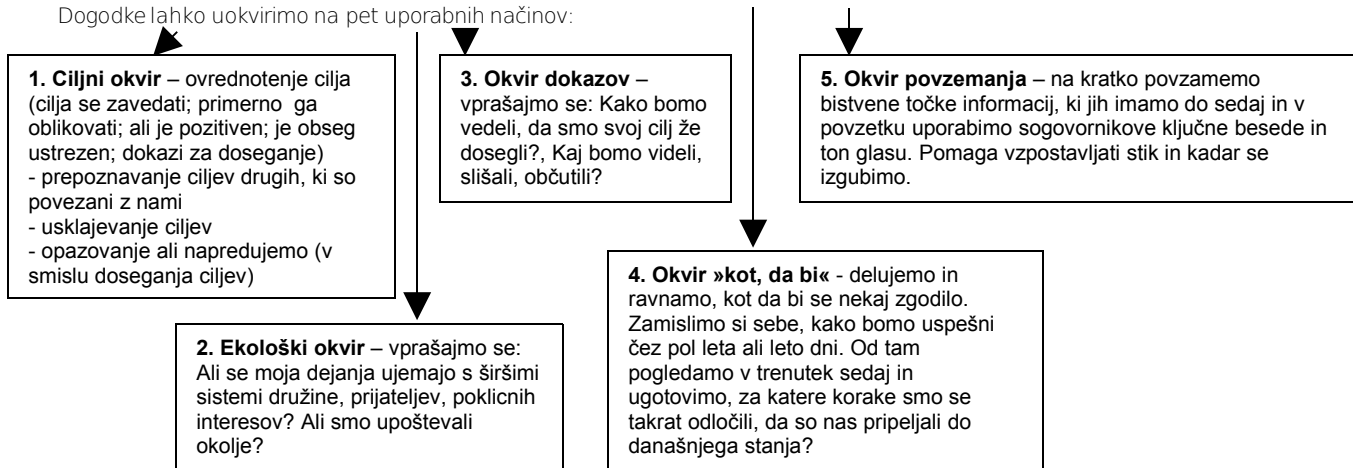 Dogodke lahko uokvirimo na pet uporabnih načinov:
1. Ciljni okvir – ovrednotenje cilja
(cilja se zavedati; primerno ga
oblikovati; ali je pozitiven; je obseg
ustrezen; dokazi za doseganje)
- prepoznavanje ciljev drugih, ki so
povezani z nami
- usklajevanje ciljev
- opazovanje ali napredujemo (v
smislu doseganja ciljev)
2. Ekološki okvir – vprašajmo se:
Ali se moja dejanja ujemajo s širšimi
sistemi družine, prijateljev, poklicnih
interesov? Ali smo upoštevali
okolje?
3. Okvir dokazov –
vprašajmo se: Kako bomo
vedeli, da smo svoj cilj že
dosegli?, Kaj bomo videli,
slišali, občutili?
4. Okvir »kot, da bi« - delujemo in
ravnamo, kot da bi se nekaj zgodilo.
Zamislimo si sebe, kako bomo uspešni
čez pol leta ali leto dni. Od tam
pogledamo v trenutek sedaj in
ugotovimo, za katere korake smo se
takrat odločili, da so nas pripeljali do
današnjega stanja?
5. Okvir povzemanja – na kratko povzamemo
bistvene točke informacij, ki jih imamo do sedaj in v
povzetku uporabimo sogovornikove ključne besede in
ton glasu. Pomaga vzpostavljati stik in kadar se
izgubimo.